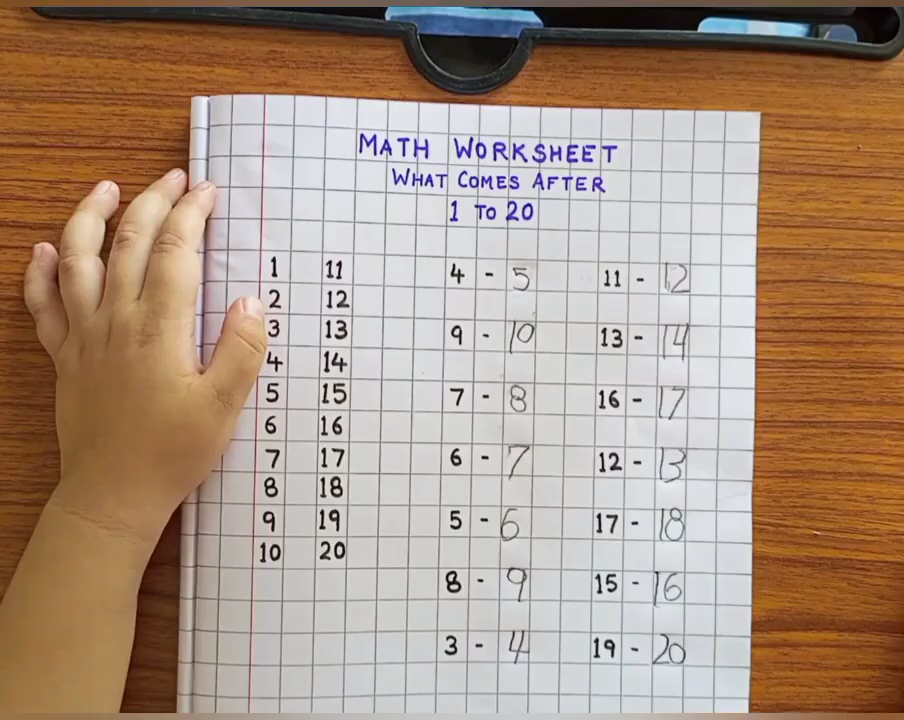 MATH WORKSHEET
WHAT COMES AFTER
1 TO 20
1 11 4 - 5 11 - 12
2 12
3 13 9 - 10 13 - 14
4 14
5 15 7 - 8 16 - 17
6 16
7 17 6 - 7 12 - 13
8 18
9 19 5 - 6 17 - 18
10 20
8 - 9 15 - 16
3 - 4 19 - 20